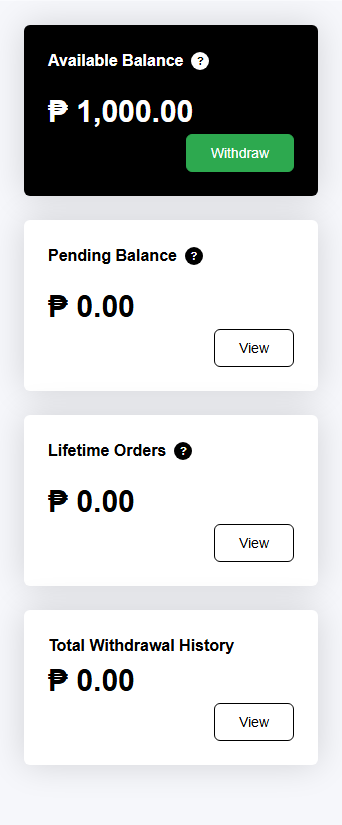 Available Balance ?
₱ 1,000.00
Withdraw
Pending Balance ?
₱ 0.00
View
Lifetime Orders ?
₱ 0.00
View
Total Withdrawal History
₱ 0.00
View